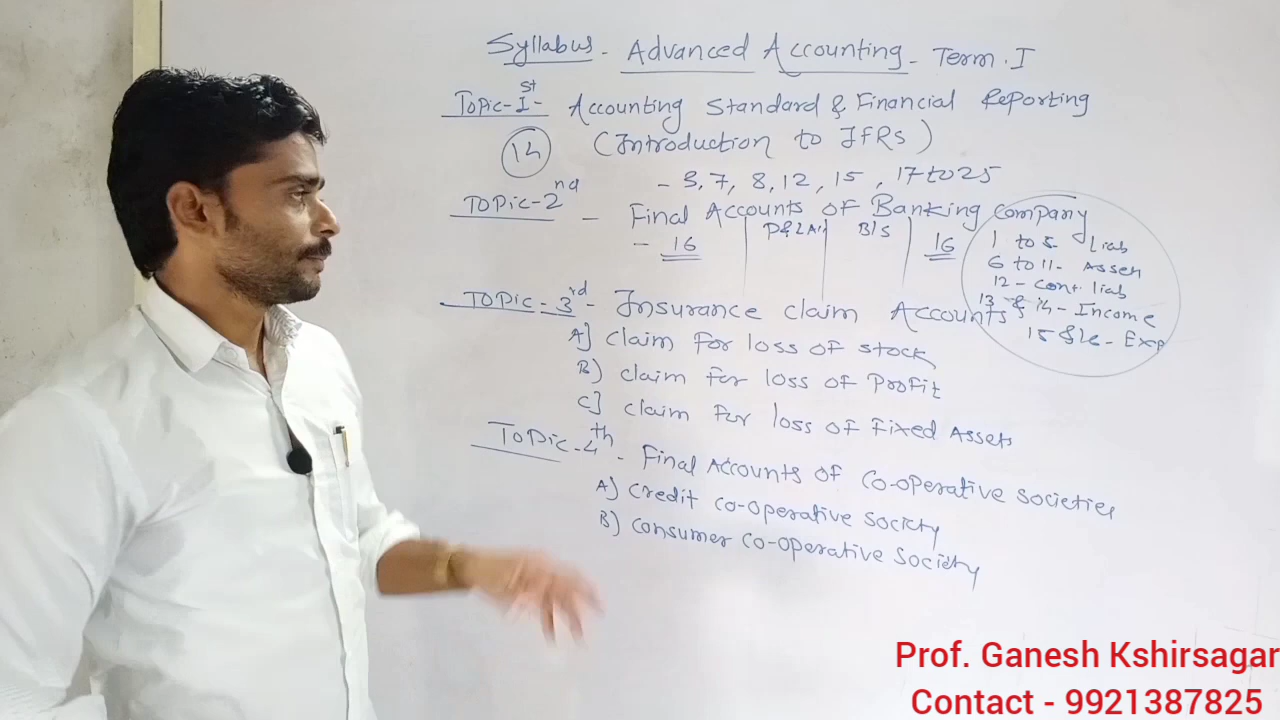 Syllabus - Advanced Accounting - Term. I
Topic-Ist - Accounting Standard & Financial Reporting
14 (Introduction to IFRs)
- 3, 7, 8, 12, 15, 17 to 25
Topic-2nd - Final Accounts of Banking Company
- 16 P&L A/c B/S 16
1 to 5 Liab
6 to 11 - Assets
12 - Cont. liab
13 & 14 - Income
15 & 16 - Exp
Topic-3rd - Insurance claim Accounts
A] claim for loss of stock
B) claim for loss of Profit
C] claim for loss of Fixed Assets
Topic-4th - Final Accounts of Co-operative societies
A) Credit Co-operative Society
B) Consumer Co-operative Society
Prof. Ganesh Kshirsagar
Contact - 9921387825